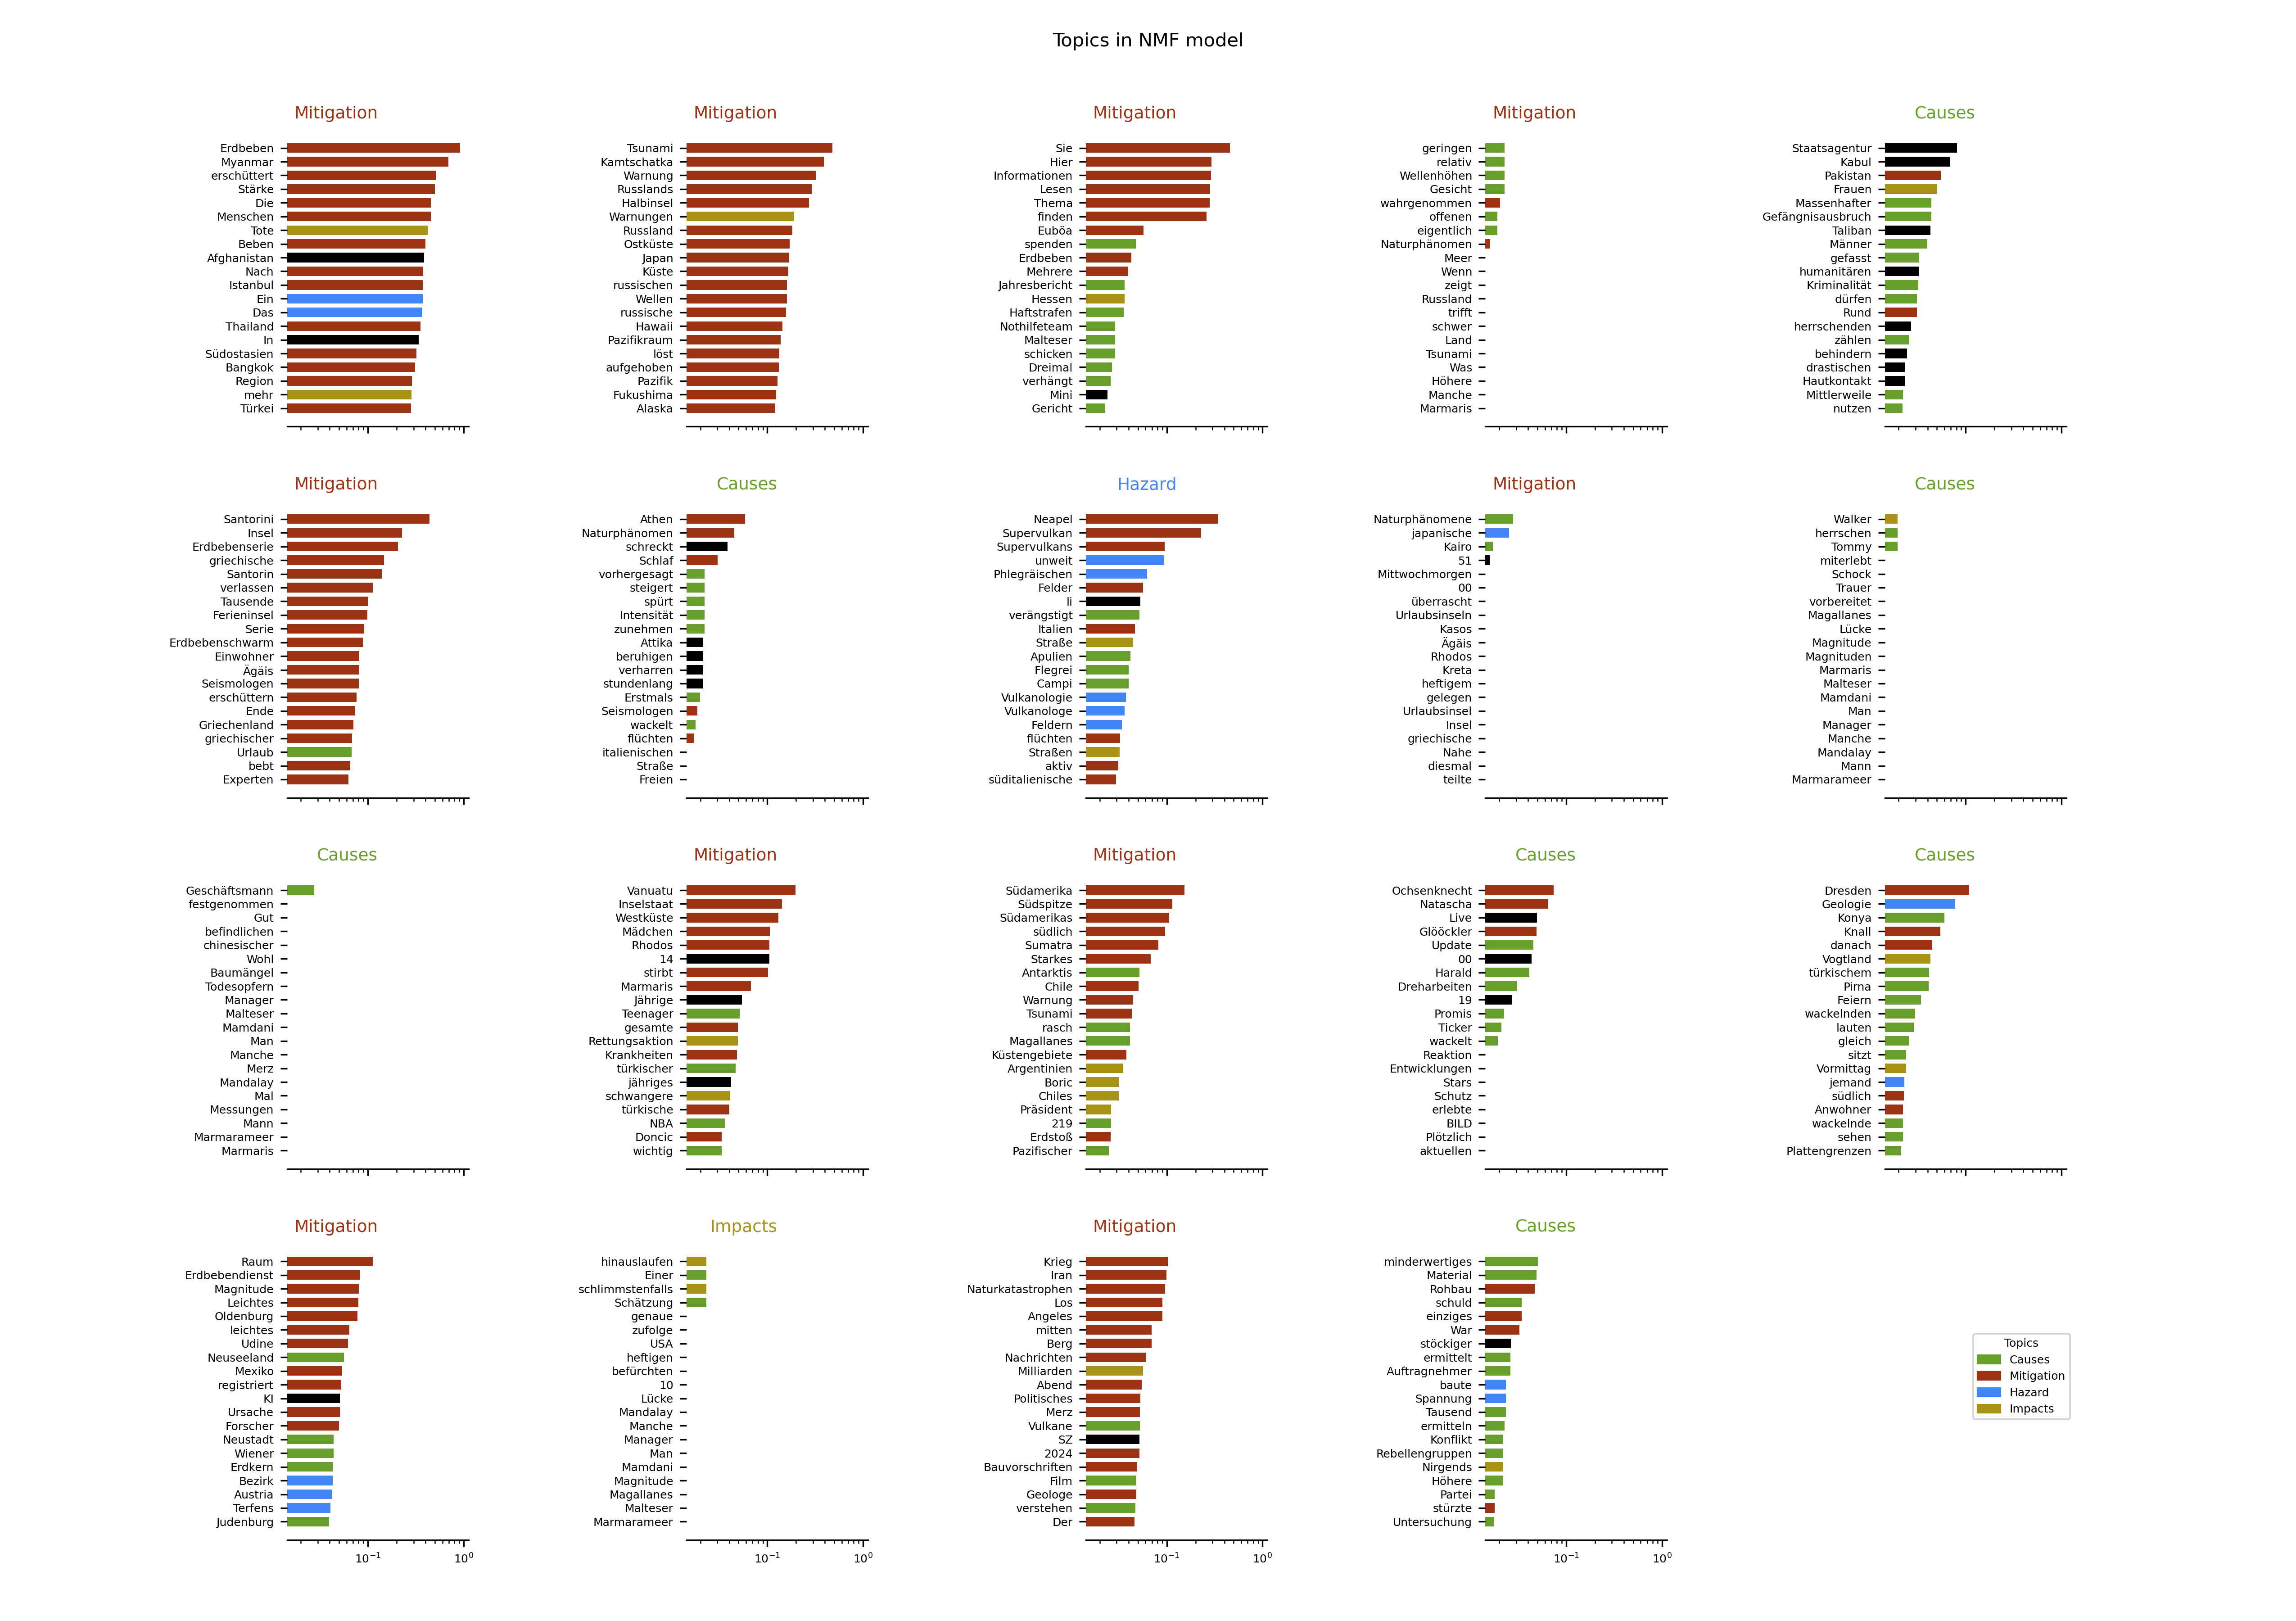 Topics in NMF model
Mitigation
Erdbeben
Myanmar
erschüttert
Stärke
Die
Menschen
Tote
Beben
Afghanistan
Nach
Istanbul
Ein
Das
Thailand
In
Südostasien
Bangkok
Region
mehr
Türkei
Mitigation
Tsunami
Kamtschatka
Warnung
Russlands
Halbinsel
Warnungen
Russland
Ostküste
Japan
Küste
russischen
Wellen
russische
Hawaii
Pazifikraum
löst
aufgehoben
Pazifik
Fukushima
Alaska
Mitigation
Sie
Hier
Informationen
Lesen
Thema
finden
Euböa
spenden
Erdbeben
Mehrere
Jahresbericht
Hessen
Haftstrafen
Nothilfeteam
Malteser
schicken
Dreimal
verhängt
Mini
Gericht
Mitigation
geringen
relativ
Wellenhöhen
Gesicht
wahrgenommen
offenen
eigentlich
Naturphänomen
Meer
Wenn
zeigt
Russland
trifft
schwer
Land
Tsunami
Was
Höhere
Manche
Marmaris
Causes
Staatsagentur
Kabul
Pakistan
Frauen
Massenhafter
Gefängnisausbruch
Taliban
Männer
gefasst
humanitären
Kriminalität
dürfen
Rund
herrschenden
zählen
behindern
drastischen
Hautkontakt
Mittlerweile
nutzen
Mitigation
Santorini
Insel
Erdbebenserie
griechische
Santorin
verlassen
Tausende
Ferieninsel
Serie
Erdbebenschwarm
Einwohner
Ägäis
Seismologen
erschüttern
Ende
Griechenland
griechischer
Urlaub
bebt
Experten
Causes
Athen
Naturphänomen
schreckt
Schlaf
vorhergesagt
steigert
spürt
Intensität
zunehmen
Attika
beruhigen
verharren
stundenlang
Erstmals
Seismologen
wackelt
flüchten
italienischen
Straße
Freien
Hazard
Neapel
Supervulkan
Supervulkans
unweit
Phlegräischen
Felder
li
verängstigt
Italien
Straße
Apulien
Flegrei
Campi
Vulkanologie
Vulkanologe
Feldern
flüchten
Straßen
aktiv
süditalienische
Mitigation
Naturphänomene
japanische
Kairo
51
Mittwochmorgen
00
überrascht
Urlaubsinseln
Kasos
Ägäis
Rhodos
Kreta
heftigem
gelegen
Urlaubsinsel
Insel
griechische
Nahe
diesmal
teilte
Causes
Walker
herrschen
Tommy
miterlebt
Schock
Trauer
vorbereitet
Magallanes
Lücke
Magnitude
Magnituden
Marmaris
Malteser
Mamdani
Man
Manager
Manche
Mandalay
Mann
Marmarameer
Causes
Geschäftsmann
festgenommen
Gut
befindlichen
chinesischer
Wohl
Baumängel
Todesopfern
Manager
Malteser
Mamdani
Man
Manche
Merz
Mandalay
Mal
Messungen
Mann
Marmarameer
Marmaris
Mitigation
Vanuatu
Inselstaat
Westküste
Mädchen
Rhodos
14
stirbt
Marmaris
Jährige
Teenager
gesamte
Rettungsaktion
Krankheiten
türkischer
jähriges
schwangere
türkische
NBA
Doncic
wichtig
Mitigation
Südamerika
Südspitze
Südamerikas
südlich
Sumatra
Starkes
Antarktis
Chile
Warnung
Tsunami
rasch
Magallanes
Küstengebiete
Argentinien
Boric
Chiles
Präsident
219
Erdstoß
Pazifischer
Causes
Ochsenknecht
Natascha
Live
Glööckler
Update
00
Harald
Dreharbeiten
19
Promis
Ticker
wackelt
Reaktion
Entwicklungen
Stars
Schutz
erlebte
BILD
Plötzlich
aktuellen
Causes
Dresden
Geologie
Konya
Knall
danach
Vogtland
türkischem
Pirna
Feiern
wackelnden
lauten
gleich
sitzt
Vormittag
jemand
südlich
Anwohner
wackelnde
sehen
Plattengrenzen
Mitigation
Raum
Erdbebendienst
Magnitude
Leichtes
Oldenburg
leichtes
Udine
Neuseeland
Mexiko
registriert
KI
Ursache
Forscher
Neustadt
Wiener
Erdkern
Bezirk
Austria
Terfens
Judenburg
10⁻¹ 10⁰
Impacts
hinauslaufen
Einer
schlimmstenfalls
Schätzung
genaue
zufolge
USA
heftigen
befürchten
10
Lücke
Mandalay
Manche
Manager
Man
Mamdani
Magnitude
Magallanes
Malteser
Marmarameer
10⁻¹ 10⁰
Mitigation
Krieg
Iran
Naturkatastrophen
Los
Angeles
mitten
Berg
Nachrichten
Milliarden
Abend
Politisches
Merz
Vulkane
SZ
2024
Bauvorschriften
Film
Geologe
verstehen
Der
10⁻¹ 10⁰
Causes
minderwertiges
Material
Rohbau
schuld
einziges
War
stöckiger
ermittelt
Auftragnehmer
baute
Spannung
Tausend
ermitteln
Konflikt
Rebellengruppen
Nirgends
Höhere
Partei
stürzte
Untersuchung
10⁻¹ 10⁰
Topics
Causes
Mitigation
Hazard
Impacts